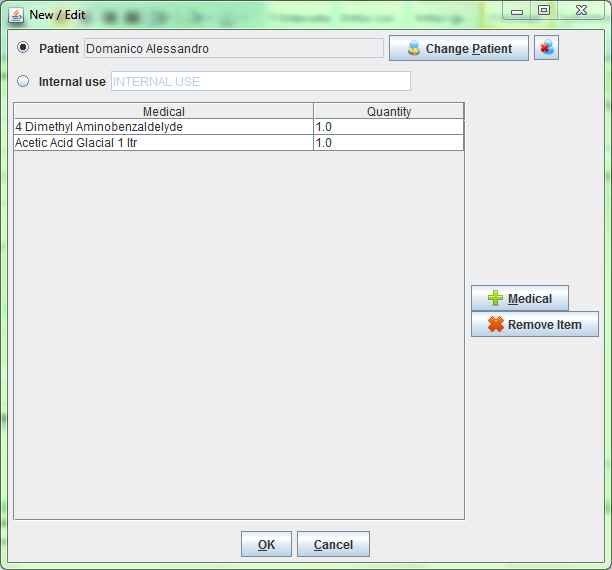 New / Edit
Patient Domanico Alessandro Change Patient
Internal use INTERNAL USE
Medical Quantity
4 Dimethyl Aminobenzaldelyde 1.0
Acetic Acid Glacial 1 ltr 1.0
Medical
Remove Item
OK Cancel